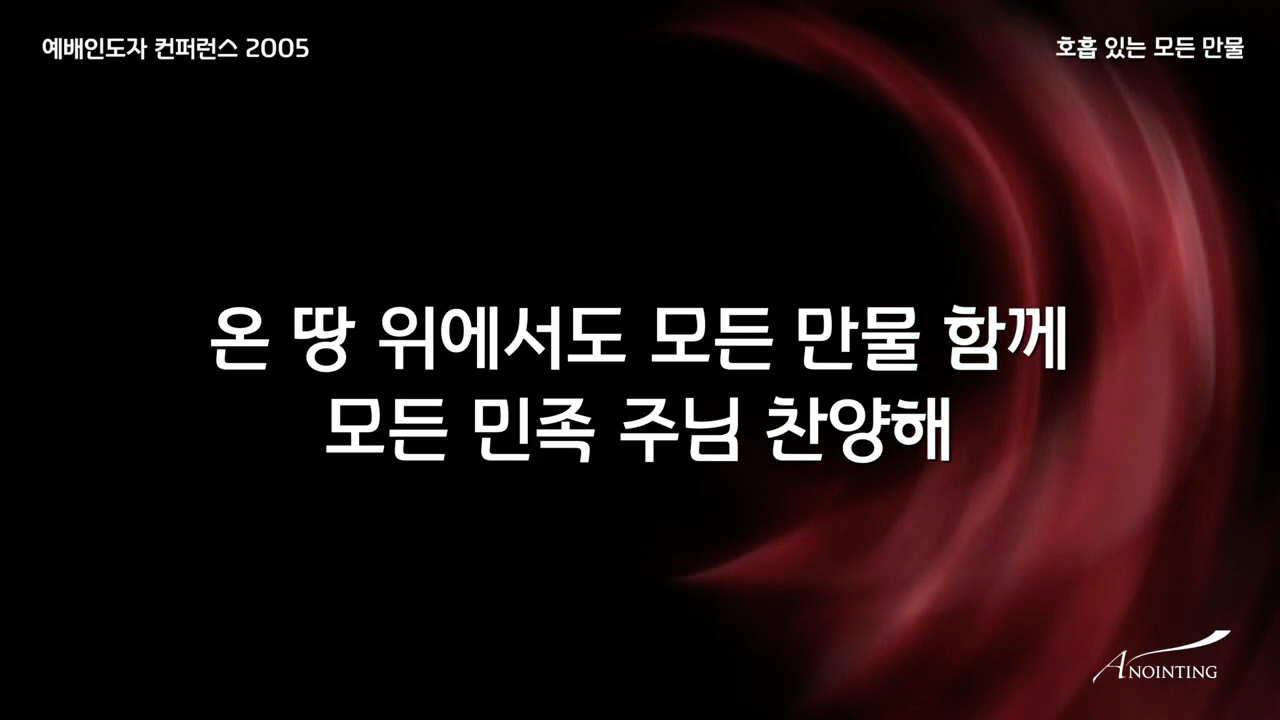 예배인도자 컨퍼런스 2005
호흡 있는 모든 만물
온 땅 위에서도 모든 만물 함께
모든 민족 주님 찬양해
ANOINTING